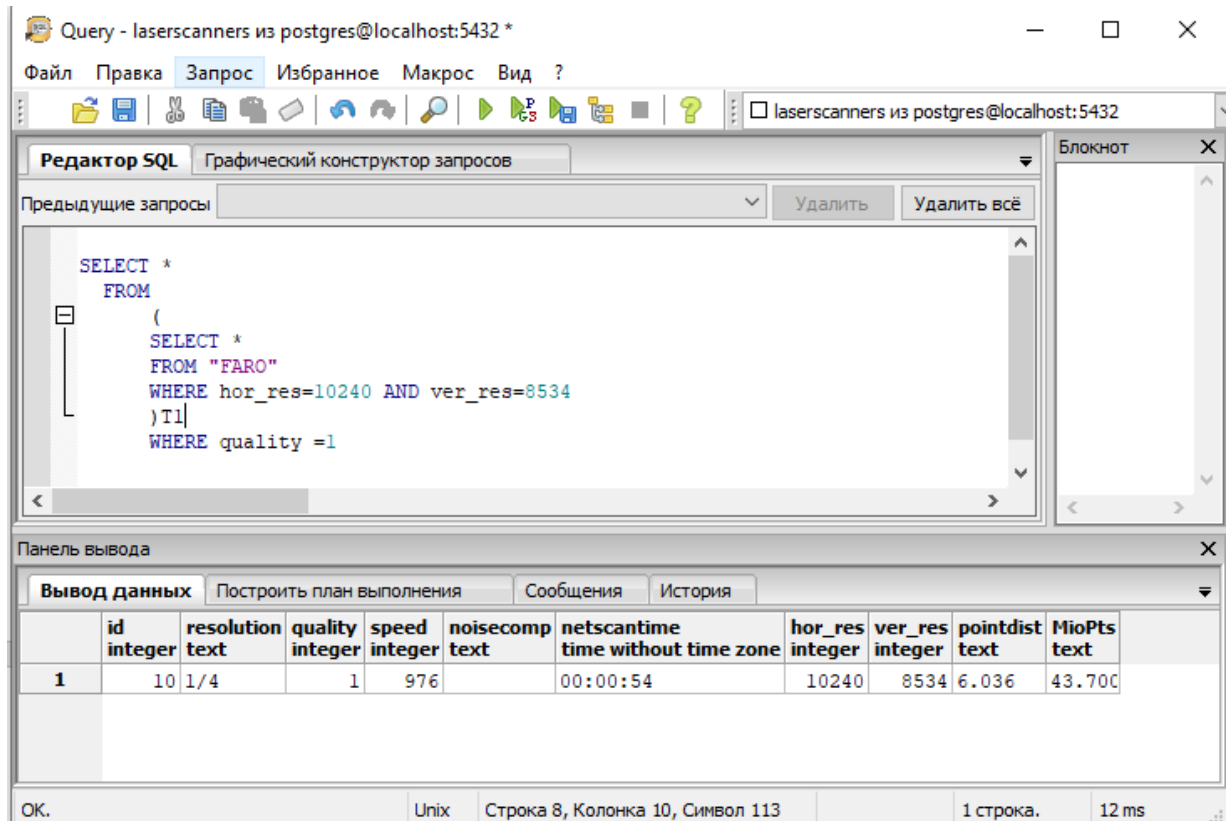 Query - laserscanners из postgres@localhost:5432 *
Файл Правка Запрос Избранное Макрос Вид ?
laserscanners из postgres@localhost:5432
Редактор SQL Графический конструктор запросов
Блокнот
Предыдущие запросы Удалить Удалить всё
SELECT *
FROM
(
SELECT *
FROM "FARO"
WHERE hor_res=10240 AND ver_res=8534
)T1
WHERE quality =1
Панель вывода
Вывод данных Построить план выполнения Сообщения История
id resolution quality speed noisecomp netscantime hor_res ver_res pointdist MioPts
integer text integer integer text time without time zone integer integer text text
1 10 1/4 1 976 00:00:54 10240 8534 6.036 43.700
OK. Unix Строка 8, Колонка 10, Символ 113 1 строка. 12 ms